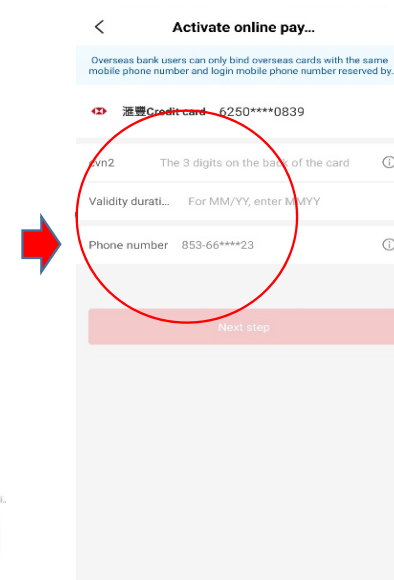 Activate online pay...
Overseas bank users can only bind overseas cards with the same
mobile phone number and login mobile phone number reserved by.
滙豐Credit card 6250****0839
cvn2 The 3 digits on the back of the card
Validity durati... For MM/YY, enter MMYY
Phone number 853-66****23
Next step
i..